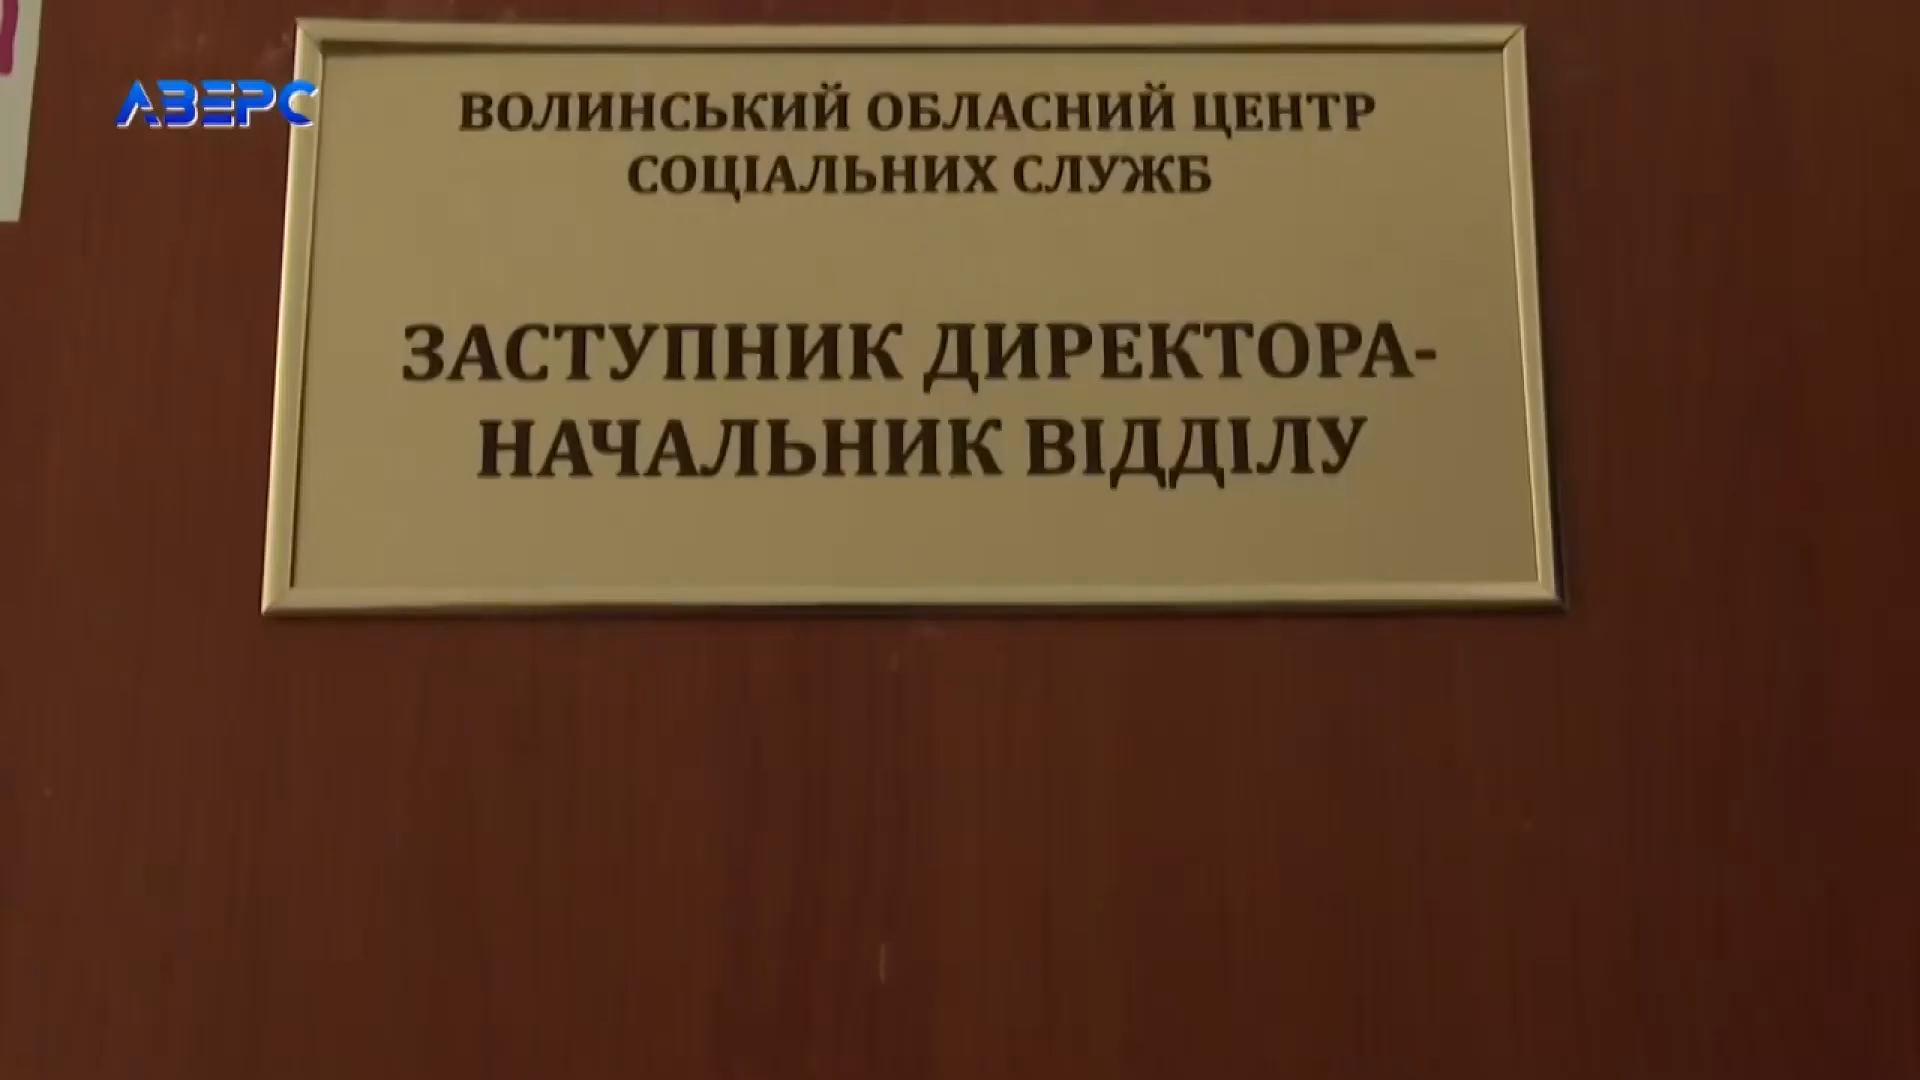 АВЕРС
ВОЛИНСЬКИЙ ОБЛАСНИЙ ЦЕНТР
СОЦІАЛЬНИХ СЛУЖБ
ЗАСТУПНИК ДИРЕКТОРА-
НАЧАЛЬНИК ВІДДІЛУ